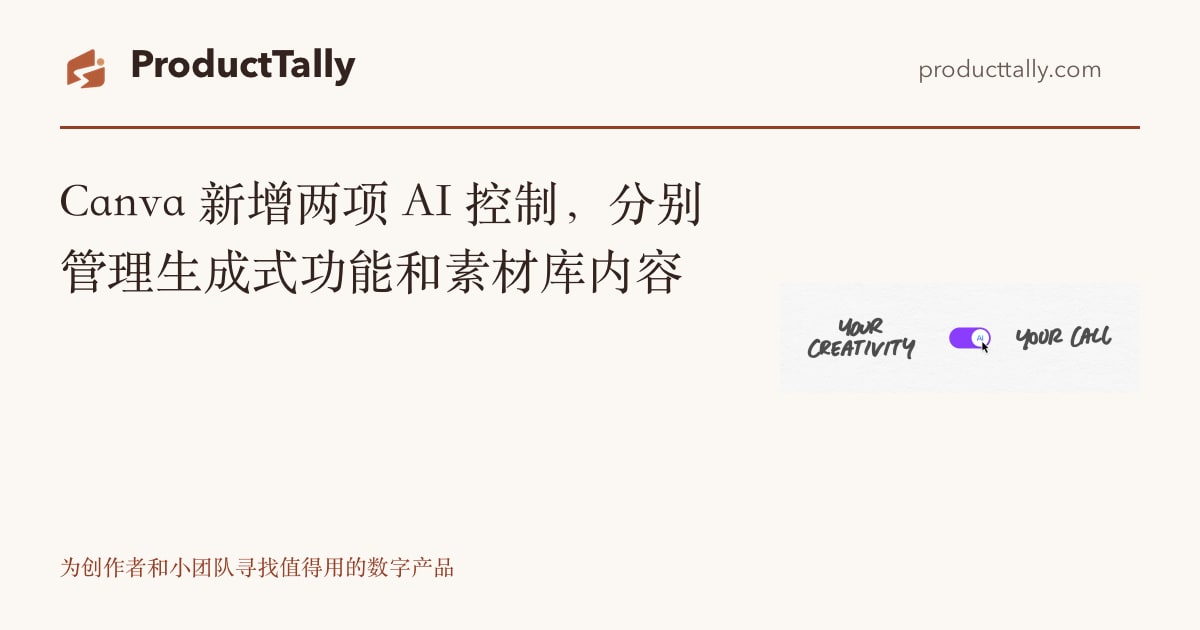 ProductTally
producttally.com
Canva 新增两项 AI 控制，分别
管理生成式功能和素材库内容
YOUR
CREATIVITY
AI
YOUR CALL
为创作者和小团队寻找值得用的数字产品